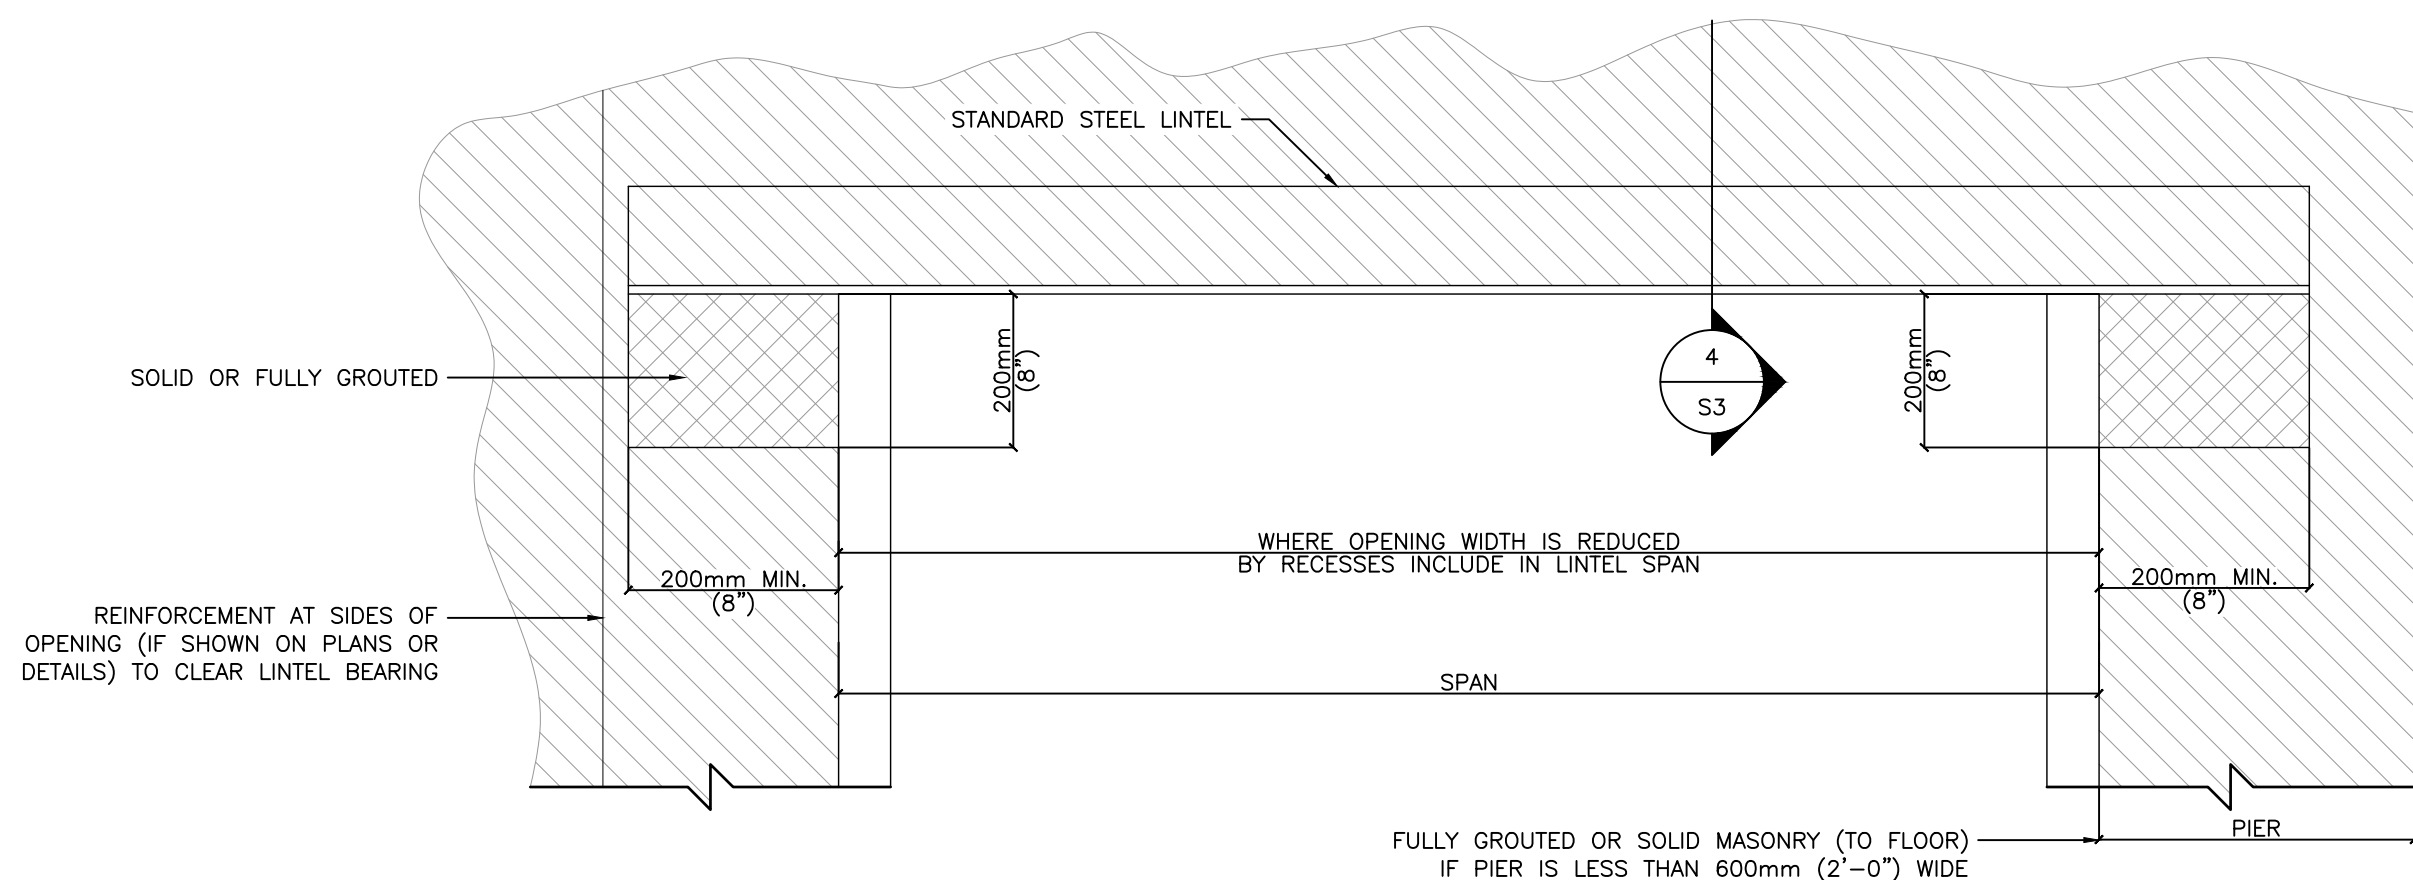 STANDARD STEEL LINTEL
SOLID OR FULLY GROUTED
200mm
(8")
4
S3
200mm
(8")
WHERE OPENING WIDTH IS REDUCED
BY RECESSES INCLUDE IN LINTEL SPAN
200mm MIN.
(8")
200mm MIN.
(8")
REINFORCEMENT AT SIDES OF
OPENING (IF SHOWN ON PLANS OR
DETAILS) TO CLEAR LINTEL BEARING
SPAN
PIER
FULLY GROUTED OR SOLID MASONRY (TO FLOOR)
IF PIER IS LESS THAN 600mm (2'-0") WIDE